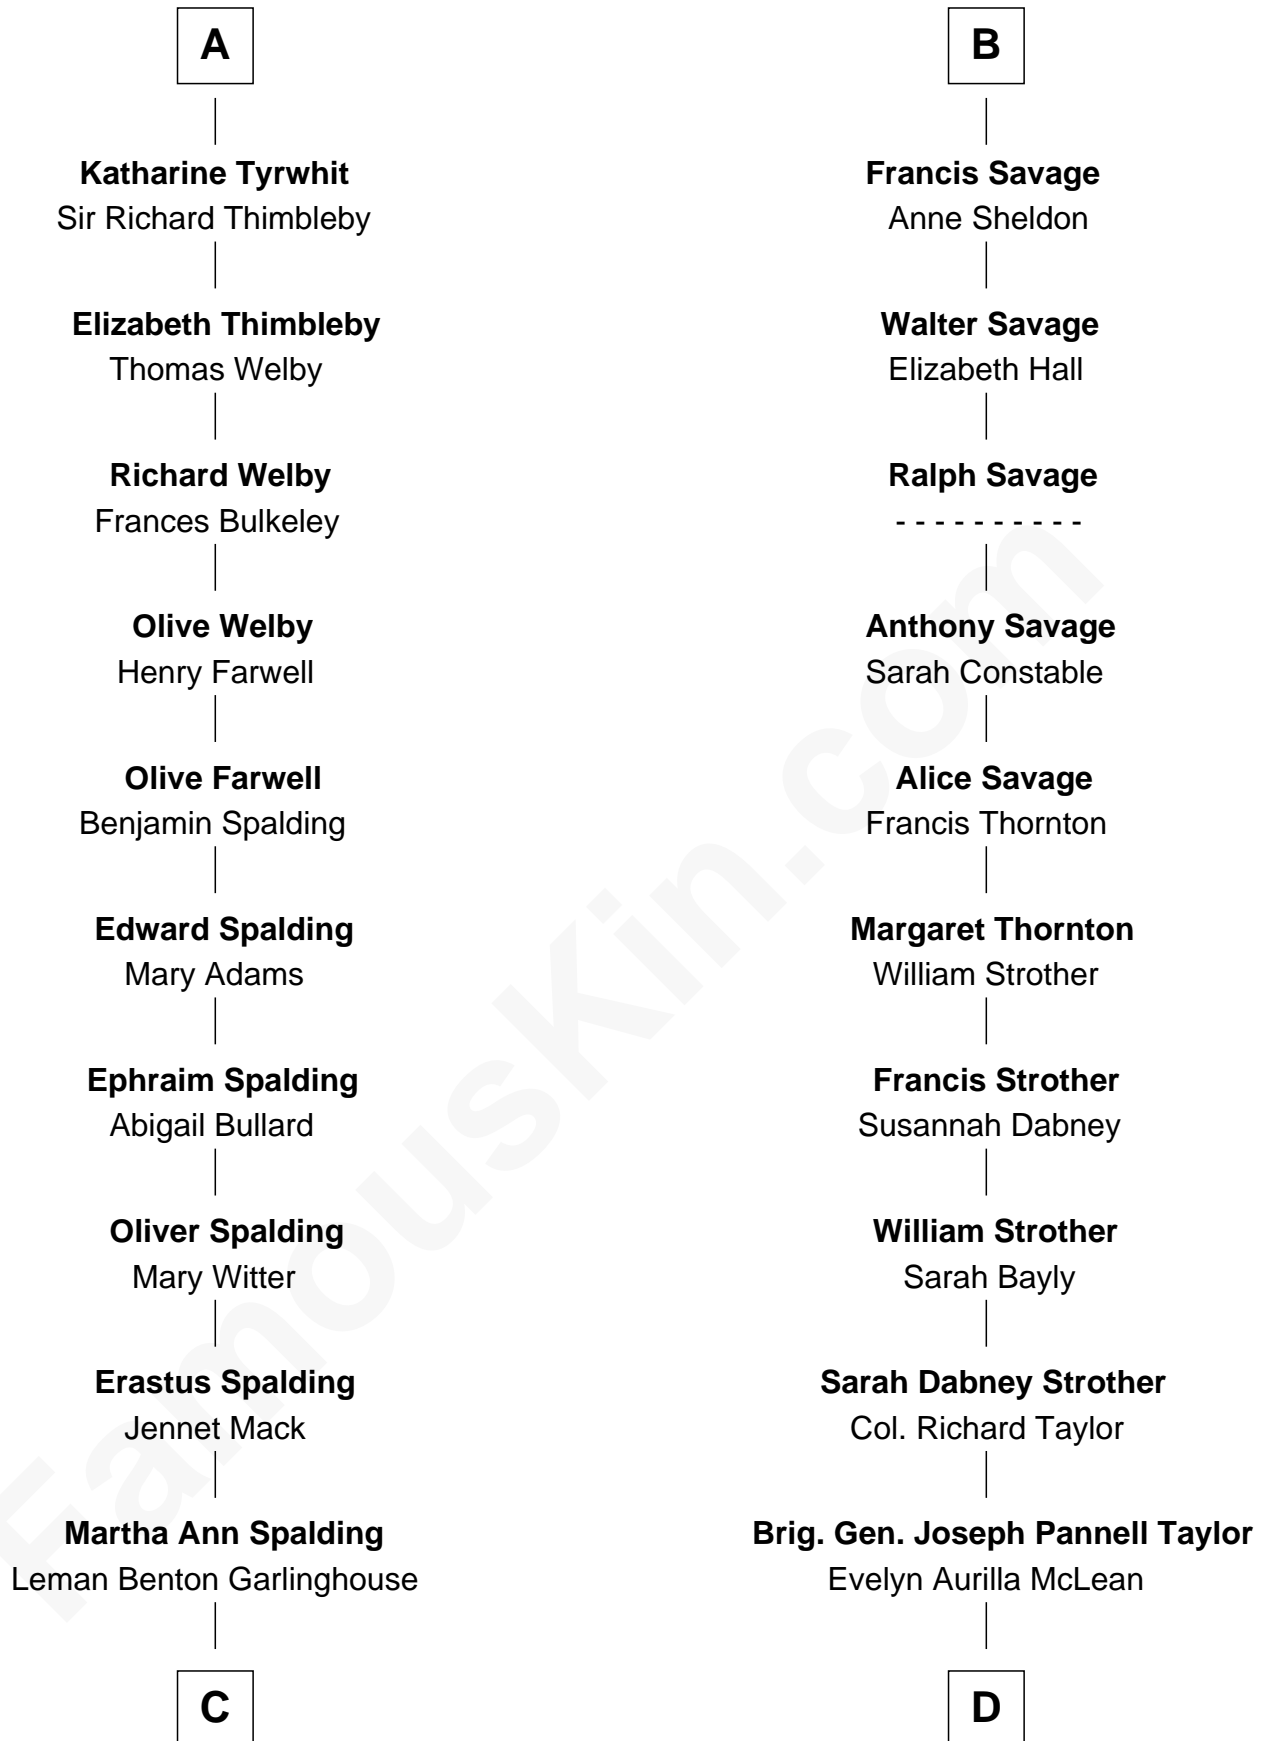 A
Katharine Tyrwhit
Sir Richard Thimbleby
Elizabeth Thimbleby
Thomas Welby
Richard Welby
Frances Bulkeley
Olive Welby
Henry Farwell
Olive Farwell
Benjamin Spalding
Edward Spalding
Mary Adams
Ephraim Spalding
Abigail Bullard
Oliver Spalding
Mary Witter
Erastus Spalding
Jennet Mack
Martha Ann Spalding
Leman Benton Garlinghouse
C
B
Francis Savage
Anne Sheldon
Walter Savage
Elizabeth Hall
Ralph Savage
- - - - - - - - - -
Anthony Savage
Sarah Constable
Alice Savage
Francis Thornton
Margaret Thornton
William Strother
Francis Strother
Susannah Dabney
William Strother
Sarah Bayly
Sarah Dabney Strother
Col. Richard Taylor
Brig. Gen. Joseph Pannell Taylor
Evelyn Aurilla McLean
D
FamousKin.com